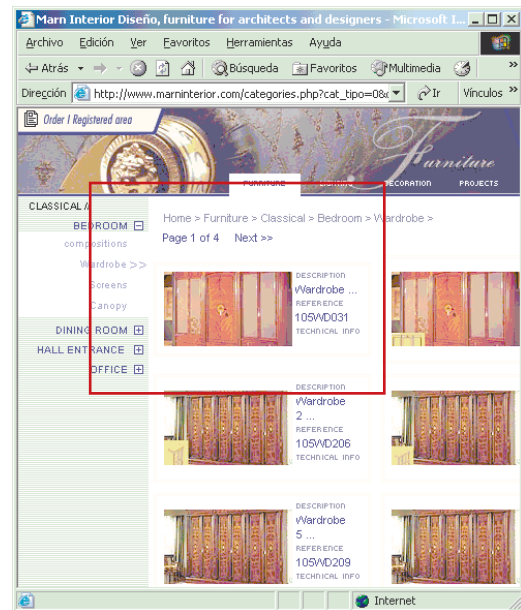 Marn Interior Diseño, furniture for architects and designers - Microsoft I...
Archivo Edición Ver Favoritos Herramientas Ayuda
Atrás Búsqueda Favoritos Multimedia »
Dirección http://www.marninterior.com/categories.php?cat_tipo=0& Ir Vínculos »
Order | Registered area
Furniture
FURNITURE LIGHTING DECORATION PROJECTS
CLASSICAL //
BEDROOM
compositions
Wardrobe >>
Screens
Canopy
DINING ROOM
HALL ENTRANCE
OFFICE
Home > Furniture > Classical > Bedroom > Wardrobe >
Page 1 of 4 Next >>
DESCRIPTION
Wardrobe ...
REFERENCE
105WD031
TECHNICAL INFO
DESCRIPTION
Wardrobe
2 ...
REFERENCE
105WD206
TECHNICAL INFO
DESCRIPTION
Wardrobe
5 ...
REFERENCE
105WD209
TECHNICAL INFO
Internet